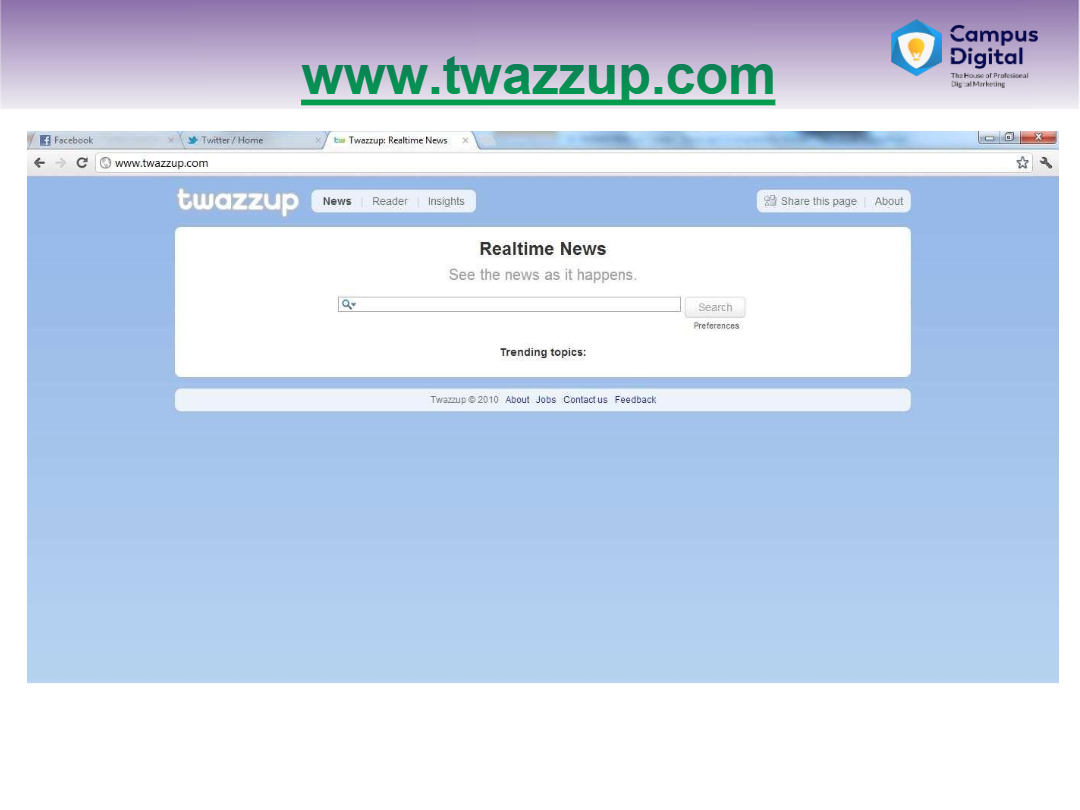 www.twazzup.com
Campus
Digital
The House of Profesional
Digital Marketing
Facebook
Twitter / Home
Twazzup: Realtime News
www.twazzup.com
twazzup
News
Reader
Insights
Share this page
About
Realtime News
See the news as it happens.
Search
Preferences
Trending topics:
Twazzup © 2010 About Jobs Contact us Feedback